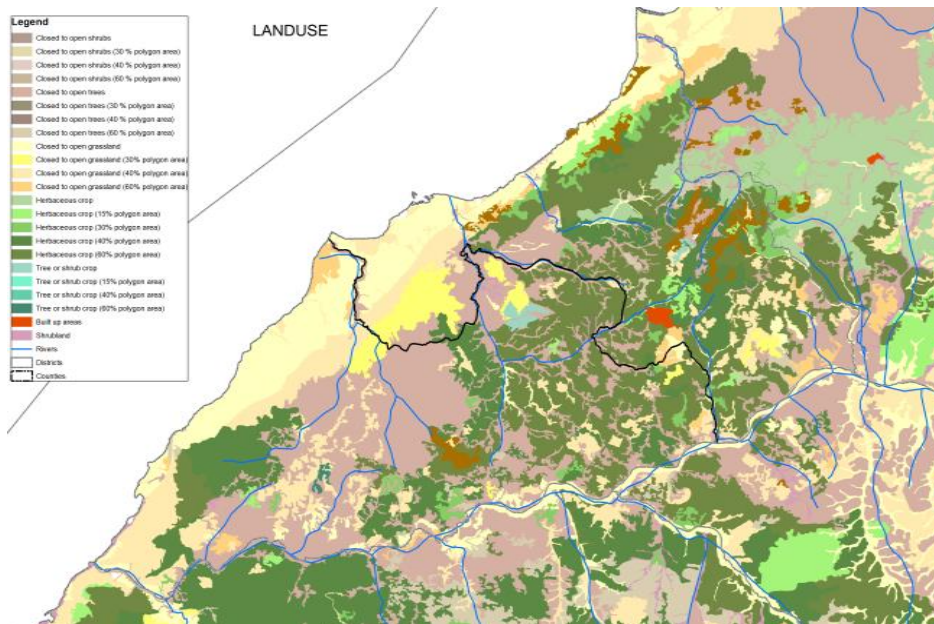 Legend
LANDUSE
Closed to open shrubs
Closed to open shrubs (30 % polygon area)
Closed to open shrubs (40 % polygon area)
Closed to open shrubs (60 % polygon area)
Closed to open trees
Closed to open trees (30 % polygon area)
Closed to open trees (40 % polygon area)
Closed to open trees (60 % polygon area)
Closed to open grassland
Closed to open grassland (30% polygon area)
Closed to open grassland (40% polygon area)
Closed to open grassland (60% polygon area)
Herbaceous crop
Herbaceous crop (15% polygon area)
Herbaceous crop (30% polygon area)
Herbaceous crop (40% polygon area)
Herbaceous crop (60% polygon area)
Tree or shrub crop
Tree or shrub crop (15% polygon area)
Tree or shrub crop (40% polygon area)
Tree or shrub crop (60% polygon area)
Built up areas
Shrubland
Rivers
Districts
Counties